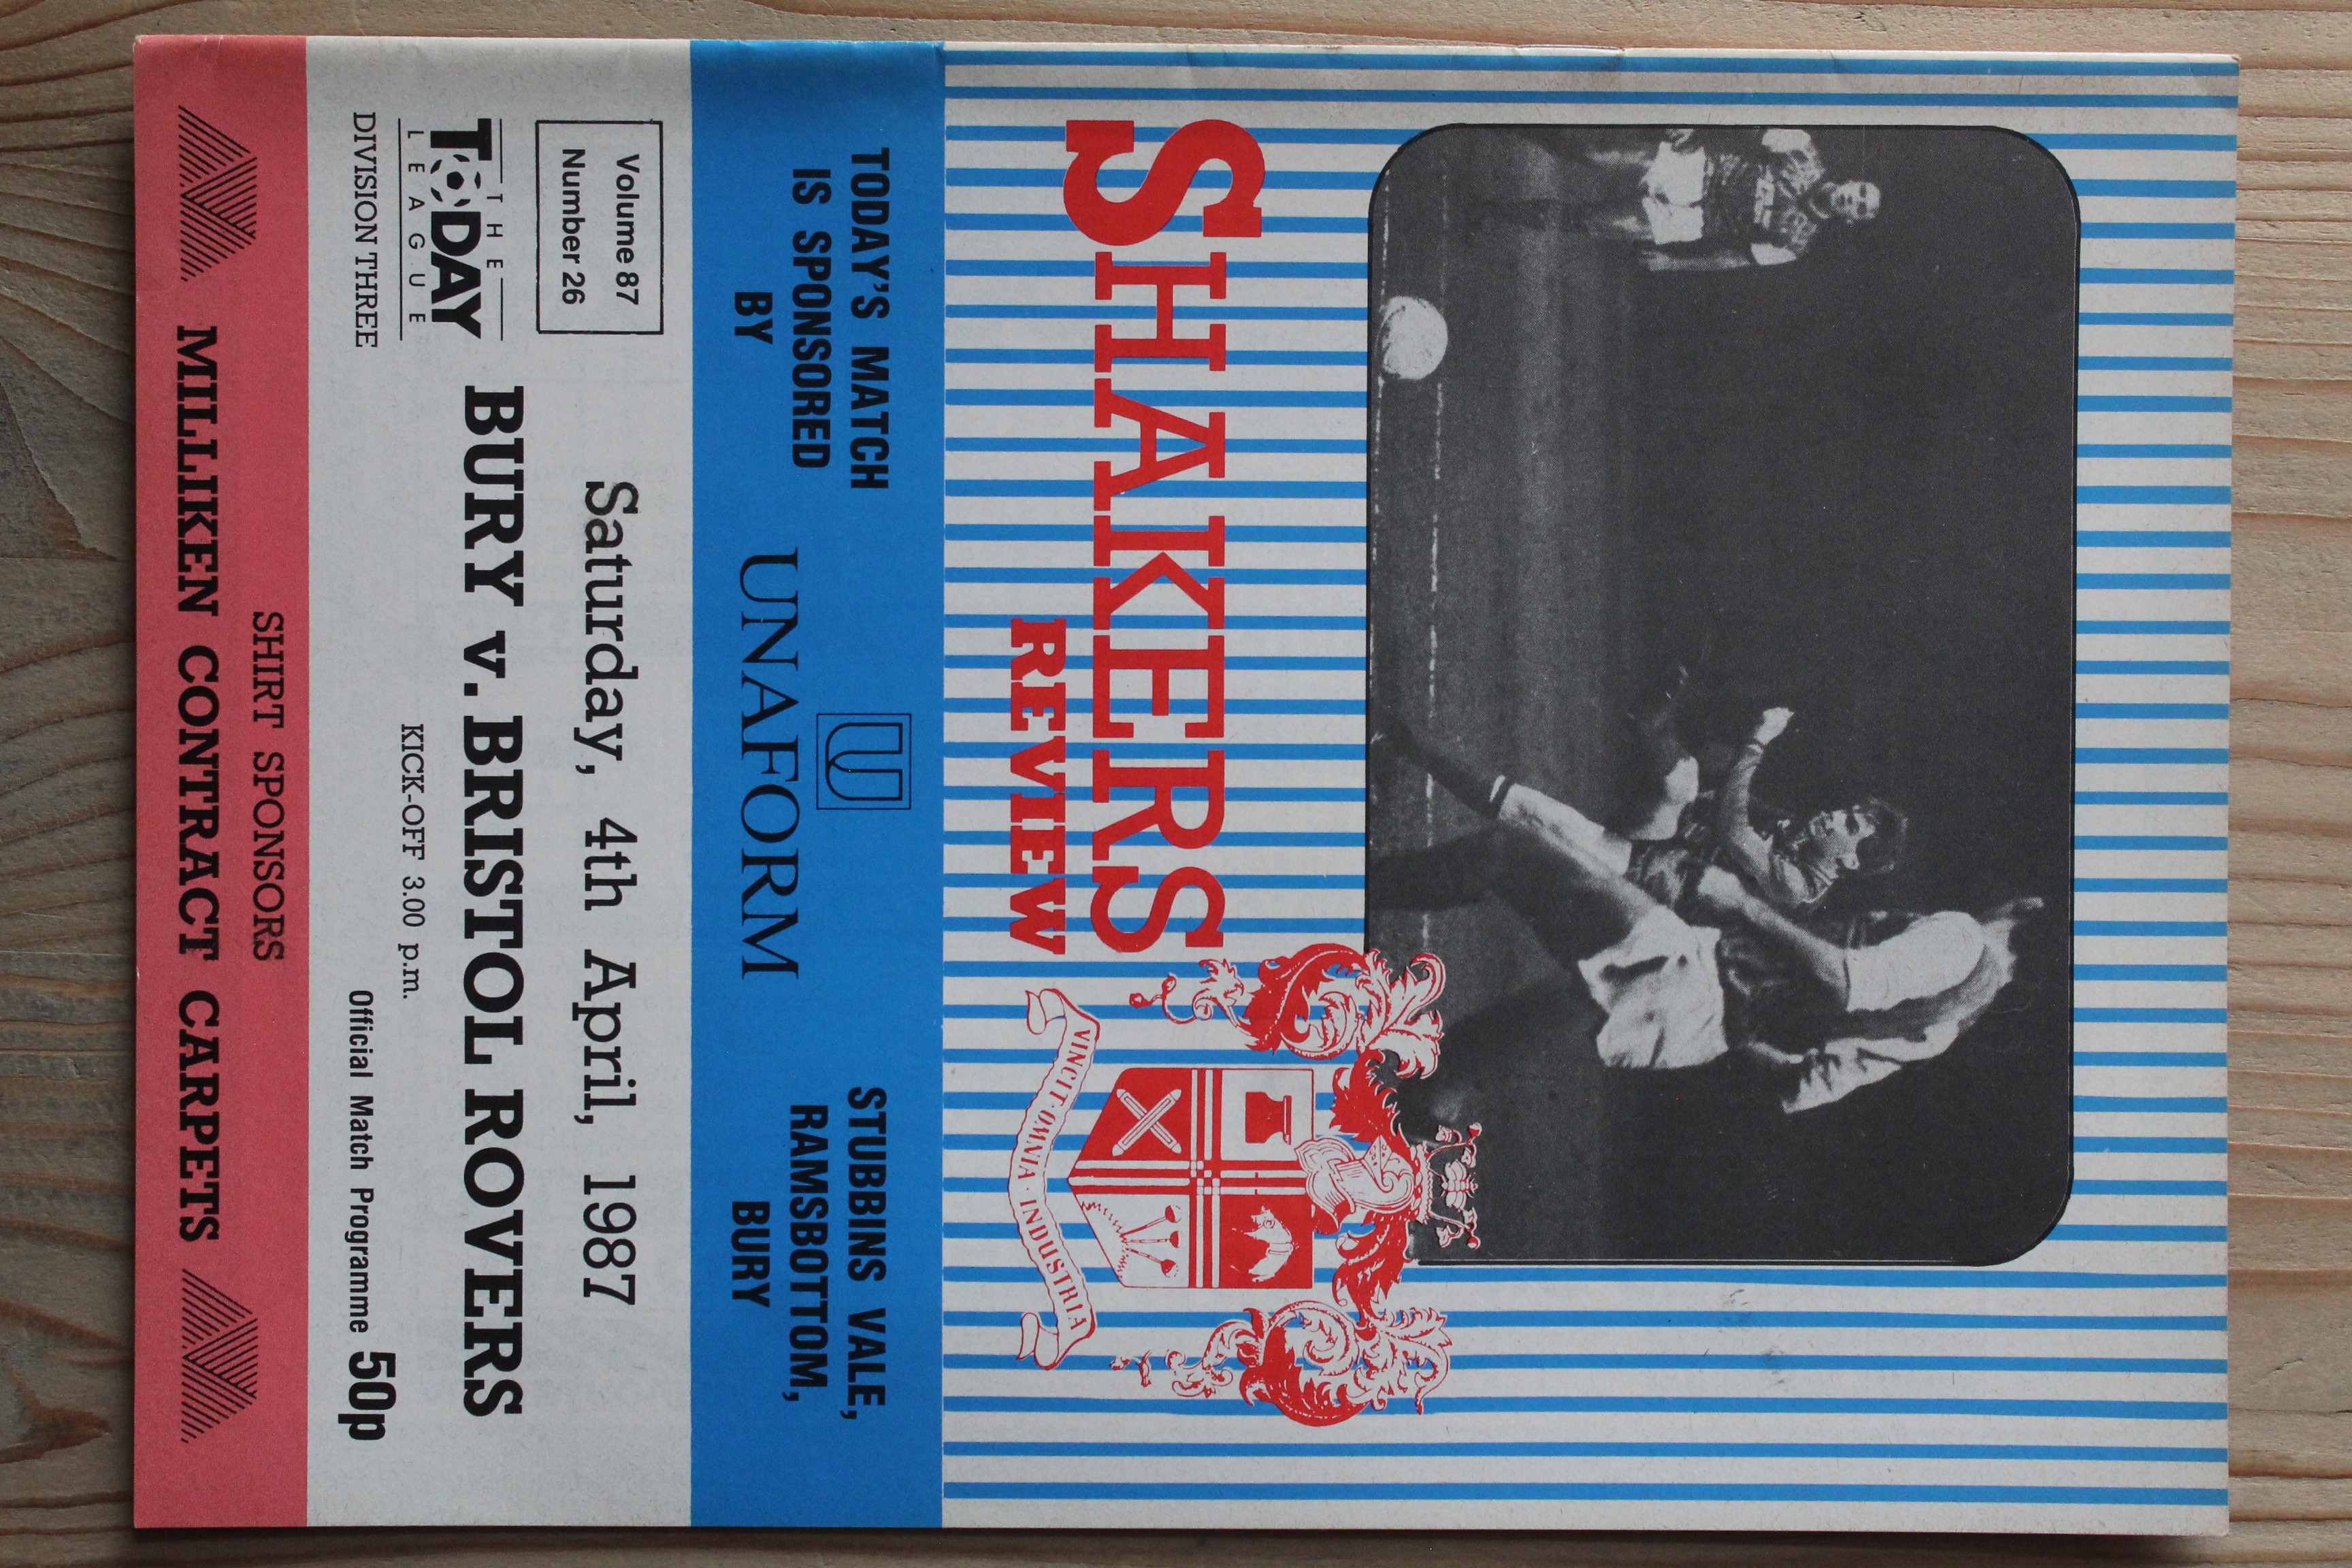 SHAKERS
REVIEW
VINCIT · OMNIA · INDUSTRIA
TODAY'S MATCH
IS SPONSORED
BY
U
UNAFORM
STUBBINS VALE,
RAMSBOTTOM,
BURY
Volume 87
Number 26
Saturday, 4th April, 1987
THE
TODAY
LEAGUE
DIVISION THREE
BURY v. BRISTOL ROVERS
KICK-OFF 3.00 p.m.
Official Match Programme 50p
SHIRT SPONSORS
MILLIKEN CONTRACT CARPETS